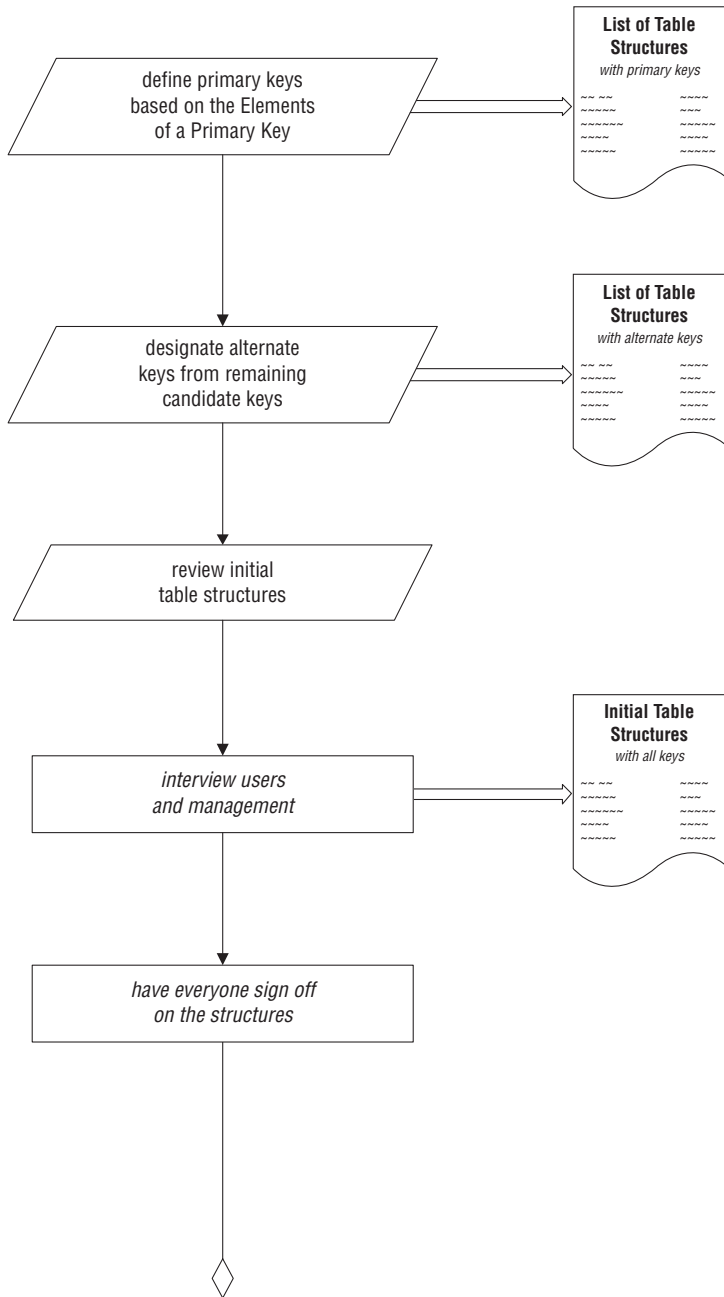 define primary keys
based on the Elements
of a Primary Key
List of Table
Structures
with primary keys
~~ ~~ ~~~~
~~~~~ ~~~
~~~~~~ ~~~~~
~~~~ ~~~~
~~~~~ ~~~~~
designate alternate
keys from remaining
candidate keys
List of Table
Structures
with alternate keys
~~ ~~ ~~~~
~~~~~ ~~~
~~~~~~ ~~~~~
~~~~ ~~~~
~~~~~ ~~~~~
review initial
table structures
interview users
and management
Initial Table
Structures
with all keys
~~ ~~ ~~~~
~~~~~ ~~~
~~~~~~ ~~~~~
~~~~ ~~~~
~~~~~ ~~~~~
have everyone sign off
on the structures